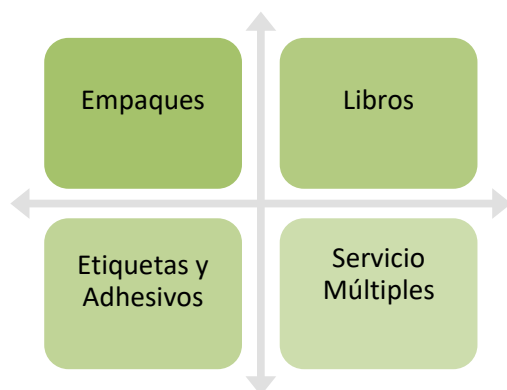 Empaques
Libros
Etiquetas y
Adhesivos
Servicio
Múltiples